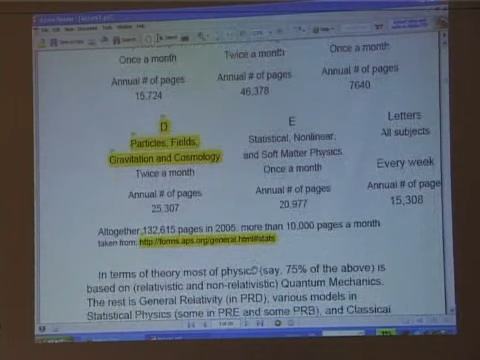 Once a month Twice a month Once a month
Annual # of pages Annual # of pages Annual # of pages
15,724 46,378 7640
D E Letters
Particles, Fields, Statistical, Nonlinear, All subjects
Gravitation and Cosmology and Soft Matter Physics
Twice a month Once a month Every week
Annual # of pages Annual # of pages Annual # of page
25,307 20,977 15,308
Altogether 132,615 pages in 2005, more than 10,000 pages a month
taken from: http://forms.aps.org/general.html#stats
In terms of theory most of physics (say, 75% of the above) is
based on (relativistic and non-relativistic) Quantum Mechanics.
The rest is General Relativity (in PRD), various models in
Statistical Physics (some in PRE and some PRB), and Classical